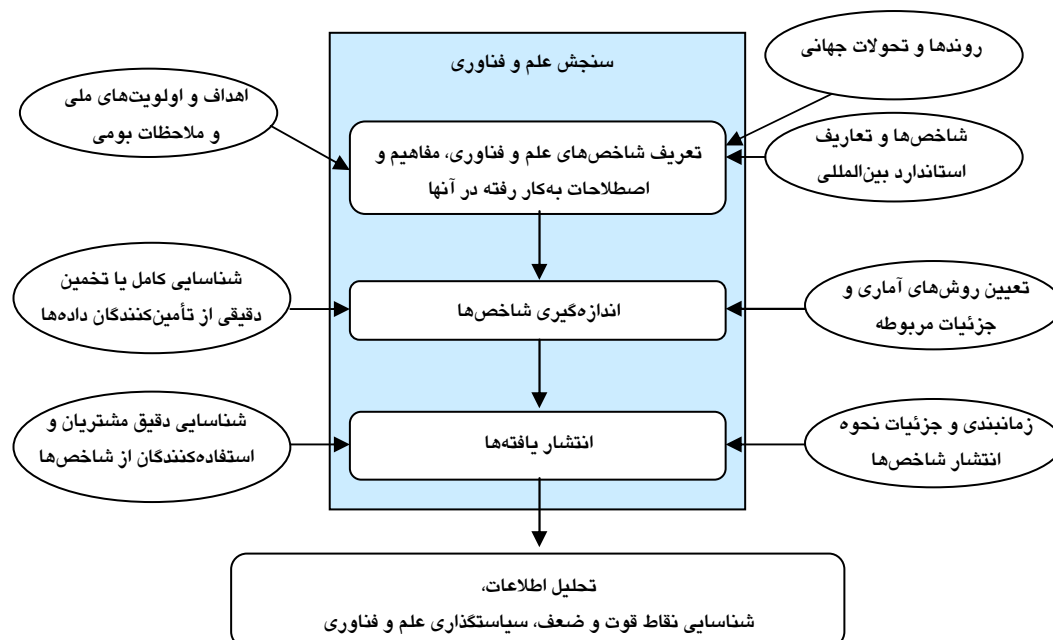 سنجش علم و فناوری
روندها و تحولات جهانی
اهداف و اولویت‌های ملی
و ملاحظات بومی
تعریف شاخص‌های علم و فناوری، مفاهیم و
اصطلاحات به‌کار رفته در آنها
شاخص‌ها و تعاریف
استاندارد بین‌المللی
شناسایی کامل یا تخمین
دقیقی از تأمین‌کنندگان داده‌ها
اندازه‌گیری شاخص‌ها
تعیین روش‌های آماری و
جزئیات مربوطه
شناسایی دقیق مشتریان و
استفاده‌کنندگان از شاخص‌ها
انتشار یافته‌ها
زمانبندی و جزئیات نحوه
انتشار شاخص‌ها
تحلیل اطلاعات،
شناسایی نقاط قوت و ضعف، سیاستگذاری علم و فناوری